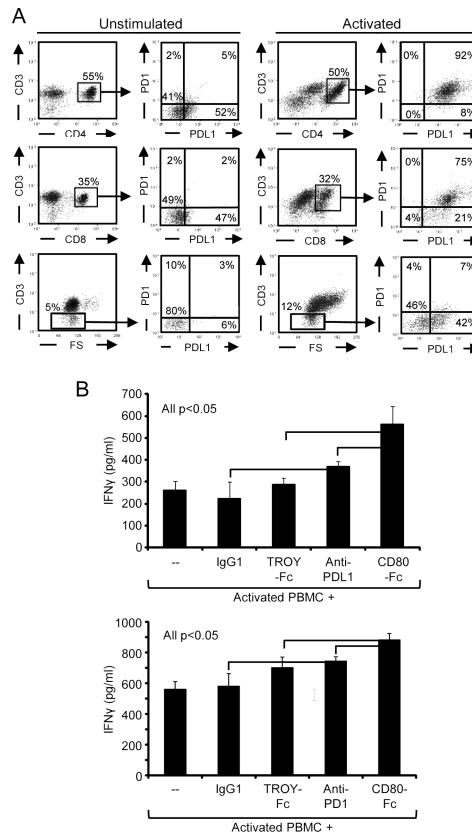 A
Unstimulated
Activated
CD3
55%
CD4
PD1
2%
5%
41%
52%
PDL1
CD3
50%
CD4
PD1
0%
92%
0%
8%
PDL1
CD3
35%
CD8
PD1
2%
2%
49%
47%
PDL1
CD3
32%
CD8
PD1
0%
75%
4%
21%
PDL1
CD3
5%
FS
PD1
10%
3%
80%
6%
PDL1
CD3
12%
FS
PD1
4%
7%
46%
42%
PDL1
B
All p<0.05
IFNγ (pg/ml)
700
600
500
400
300
200
100
0
--
IgG1
TROY
-Fc
Anti-
PDL1
CD80
-Fc
Activated PBMC +
All p<0.05
IFNγ (pg/ml)
1000
800
600
400
200
0
--
IgG1
TROY-
Fc
Anti-
PD1
CD80-
Fc
Activated PBMC +